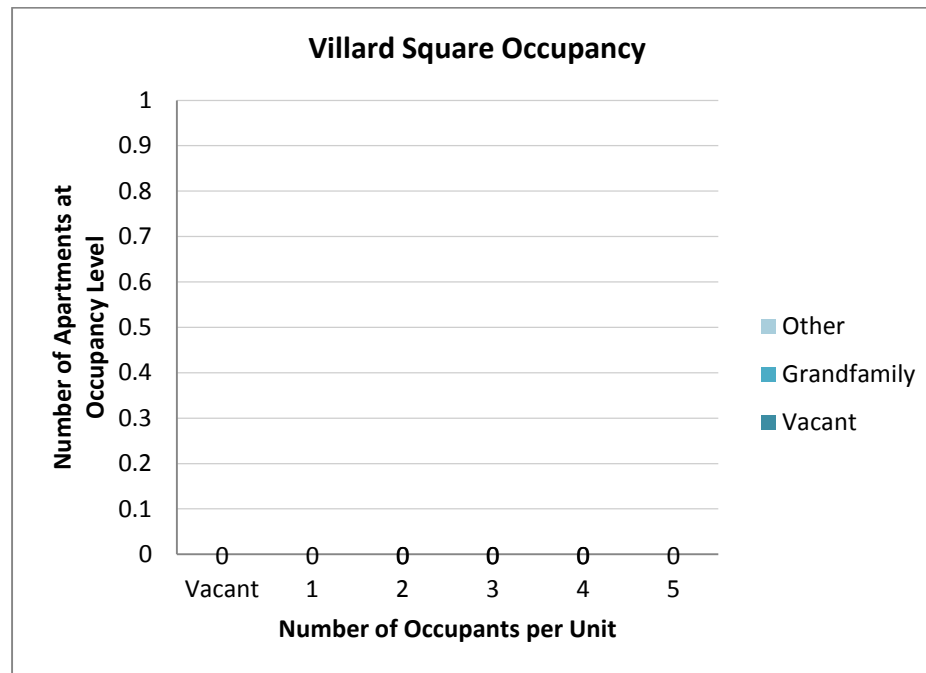 Villard Square Occupancy
Number of Apartments at
Occupancy Level
1
0.9
0.8
0.7
0.6
0.5
0.4
0.3
0.2
0.1
0
0 0 0 0 0 0
Vacant 1 2 3 4 5
Number of Occupants per Unit
Other
Grandfamily
Vacant